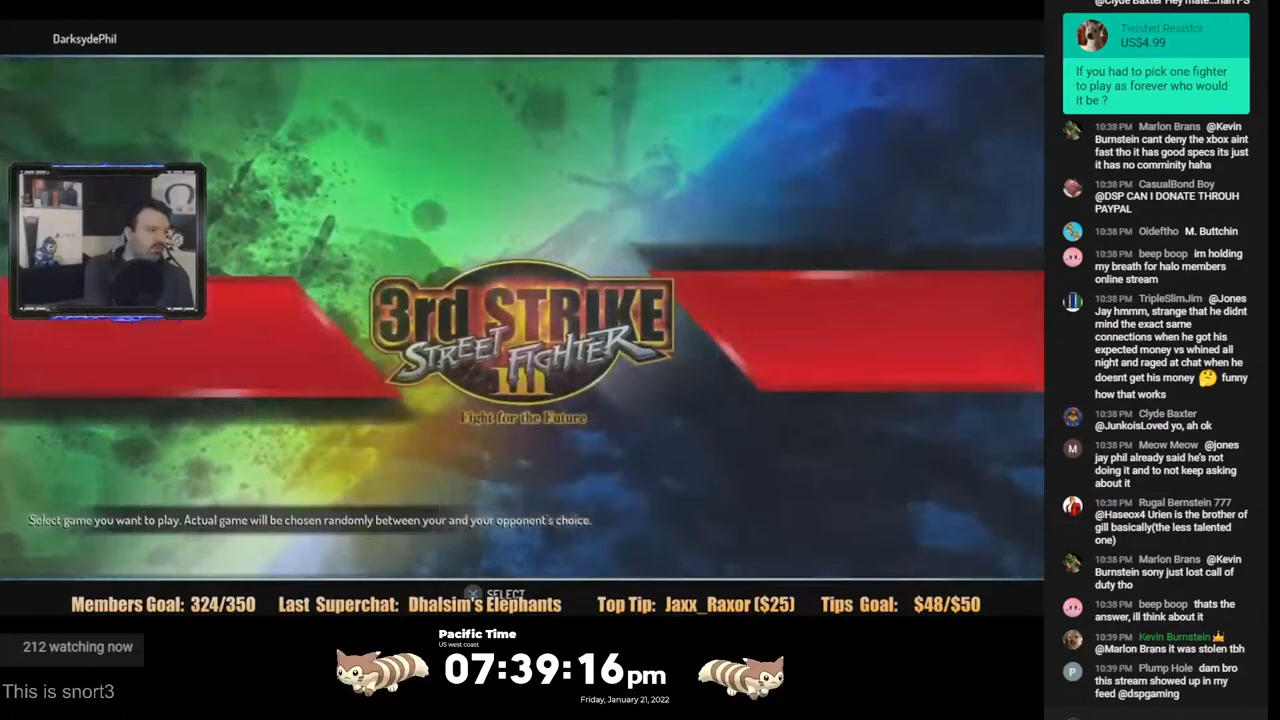 DarksydePhil
3rd STRIKE
STREET FIGHTER
III
Fight for the Future
Select game you want to play. Actual game will be chosen randomly between your and your opponent's choice.
SELECT
Members Goal: 324/350 Last Superchat: Dhalsim's Elephants Top Tip: Jaxx_Raxor ($25) Tips Goal: $48/$50
212 watching now
This is snort3
Pacific Time
US west coast
07:39:16pm
Friday, January 21, 2022
Twisted Resistor
US$4.99
If you had to pick one fighter
to play as forever who would
it be ?
10:38 PM Marlon Brans @Kevin
Burnstein cant deny the xbox aint
fast tho it has good specs its just
it has no comminity haha
10:38 PM CasualBond Boy
@DSP CAN I DONATE THROUH
PAYPAL
10:38 PM Oideftho M. Buttchin
10:38 PM beep boop im holding
my breath for halo members
online stream
10:38 PM TripleSlimJim @Jones
Jay hmmm, strange that he didnt
mind the exact same
connections when he got his
expected money vs whined all
night and raged at chat when he
doesnt get his money 🤔 funny
how that works
10:38 PM Clyde Baxter
@JunkoisLoved yo, ah ok
10:38 PM Meow Meow @jones
jay phil already said he's not
doing it and to not keep asking
about it
10:38 PM Rugal Bernstein 777
@Haseox4 Urien is the brother of
gill basically(the less talented
one)
10:38 PM Marlon Brans @Kevin
Burnstein sony just lost call of
duty tho
10:38 PM beep boop thats the
answer, ill think about it
10:39 PM Kevin Burnstein
@Marlon Brans it was stolen tbh
10:39 PM Plump Hole dam bro
this stream showed up in my
feed @dspgaming